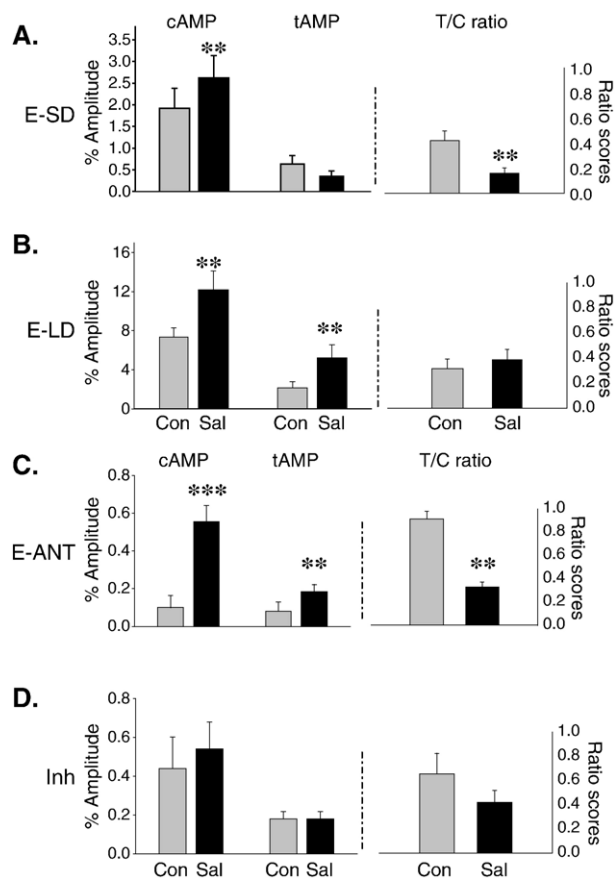 A.
cAMP tAMP T/C ratio
E-SD
% Amplitude
3.5
3.0
2.5
2.0
1.5
1.0
0.5
0.0
**
**
1.0
0.8
0.6
0.4
0.2
0.0
Ratio scores
B.
E-LD
% Amplitude
16
12
8
4
0
**
**
1.0
0.8
0.6
0.4
0.2
0.0
Ratio scores
Con Sal Con Sal Con Sal
C.
cAMP tAMP T/C ratio
E-ANT
% Amplitude
0.8
0.6
0.4
0.2
0.0
***
**
**
1.0
0.8
0.6
0.4
0.2
0.0
Ratio scores
D.
Inh
% Amplitude
0.8
0.6
0.4
0.2
0.0
1.0
0.8
0.6
0.4
0.2
0.0
Ratio scores
Con Sal Con Sal Con Sal